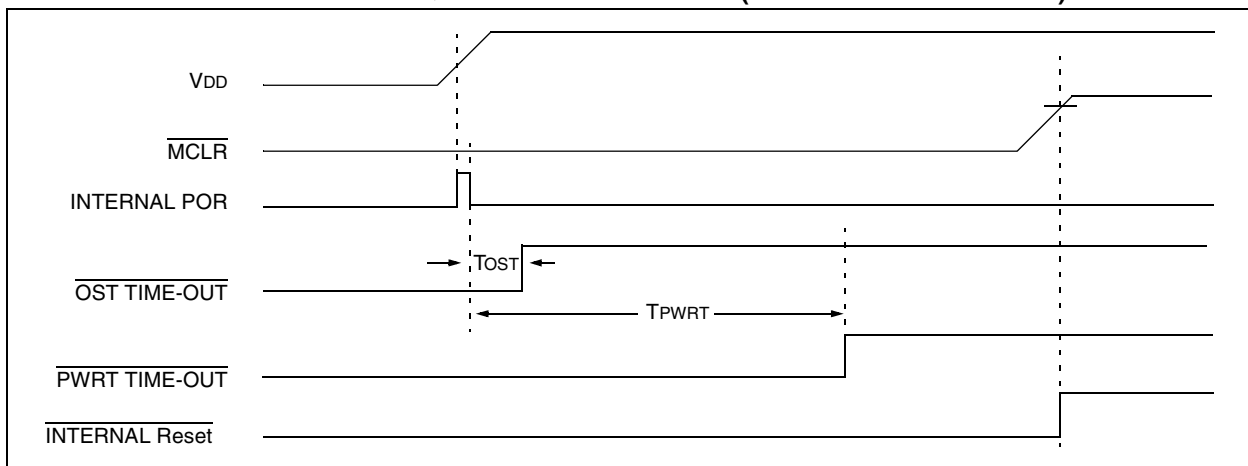 VDD
MCLR
INTERNAL POR
TOST
OST TIME-OUT
TPWRT
PWRT TIME-OUT
INTERNAL Reset